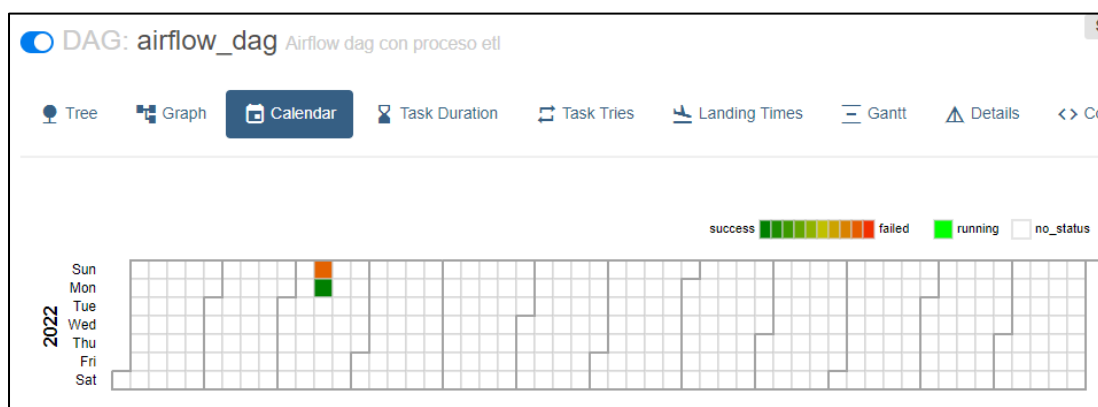 DAG: airflow_dag Airflow dag con proceso etl
Tree Graph Calendar Task Duration Task Tries Landing Times Gantt Details <> Co
success failed running no_status
2022
Sun
Mon
Tue
Wed
Thu
Fri
Sat